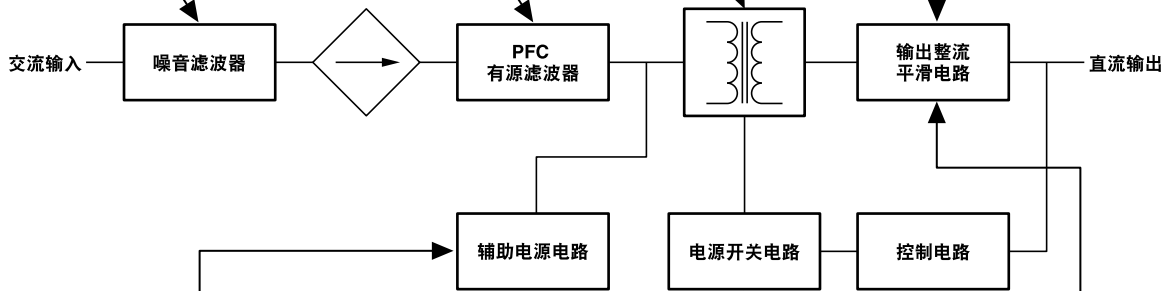 交流输入
噪音滤波器
PFC
有源滤波器
输出整流
平滑电路
直流输出
辅助电源电路
电源开关电路
控制电路